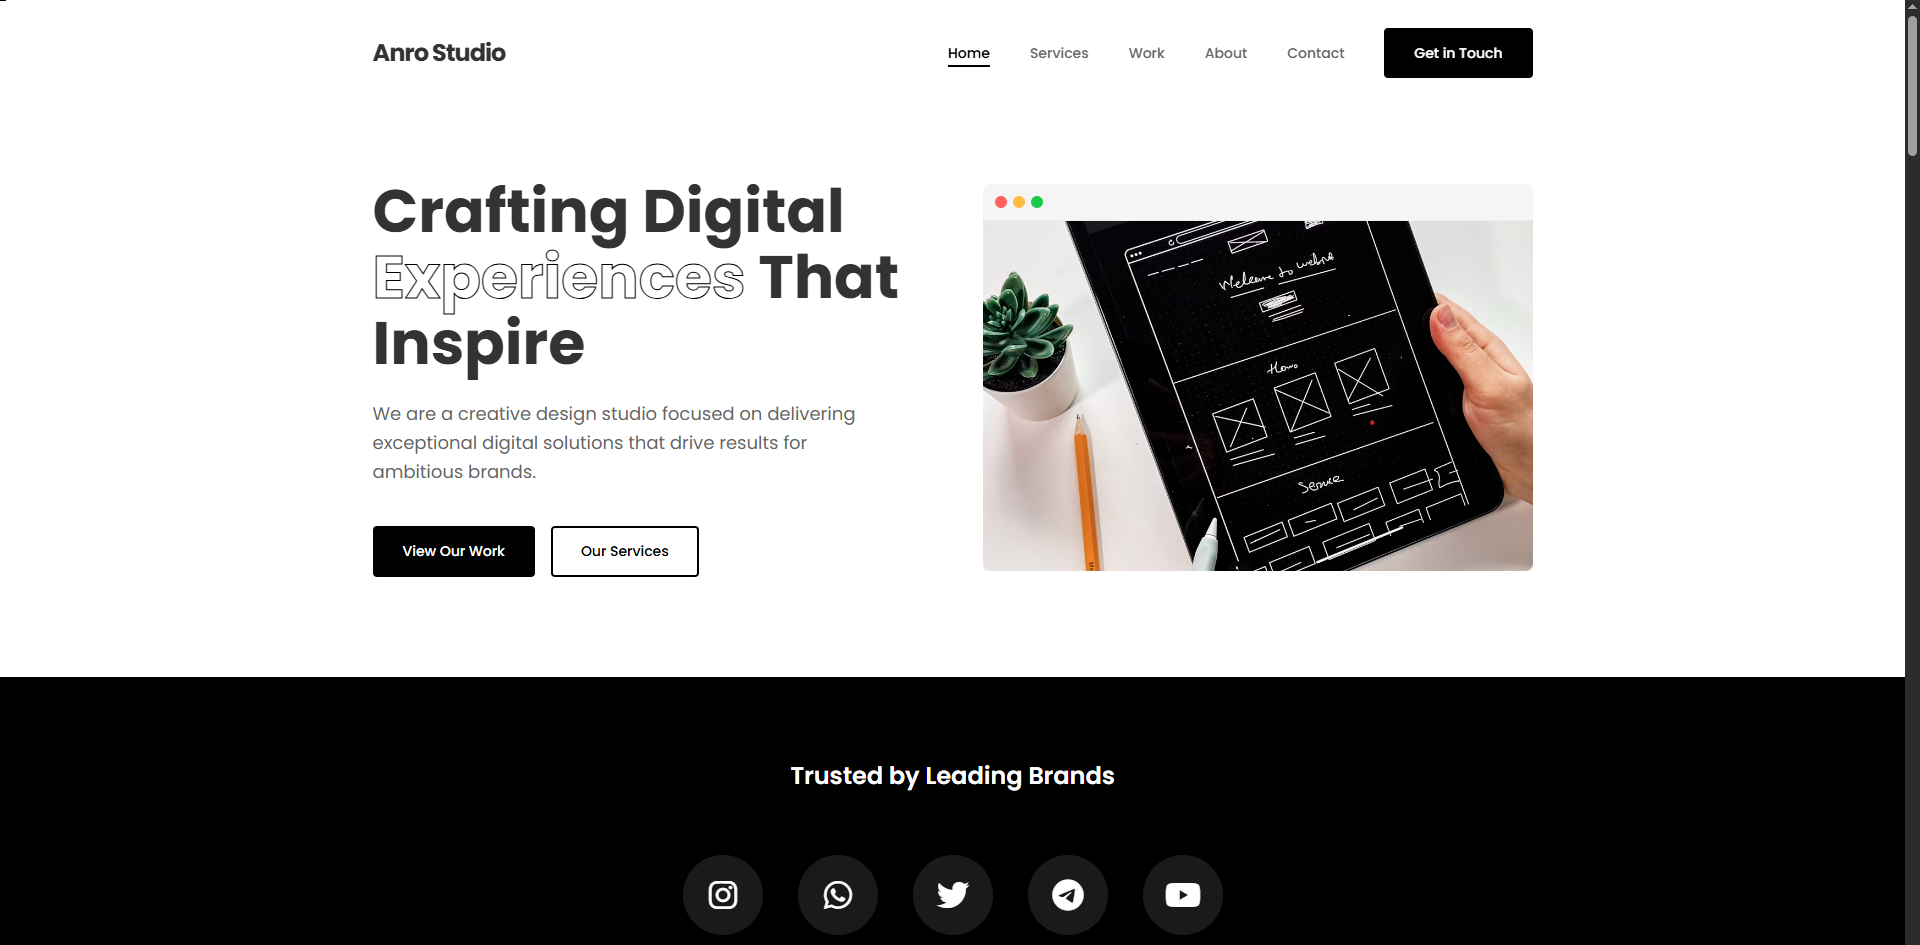 Anro Studio
Home Services Work About Contact Get in Touch
Crafting Digital
Experiences That
Inspire
We are a creative design studio focused on delivering
exceptional digital solutions that drive results for
ambitious brands.
View Our Work Our Services
Welcome to
Service
Trusted by Leading Brands